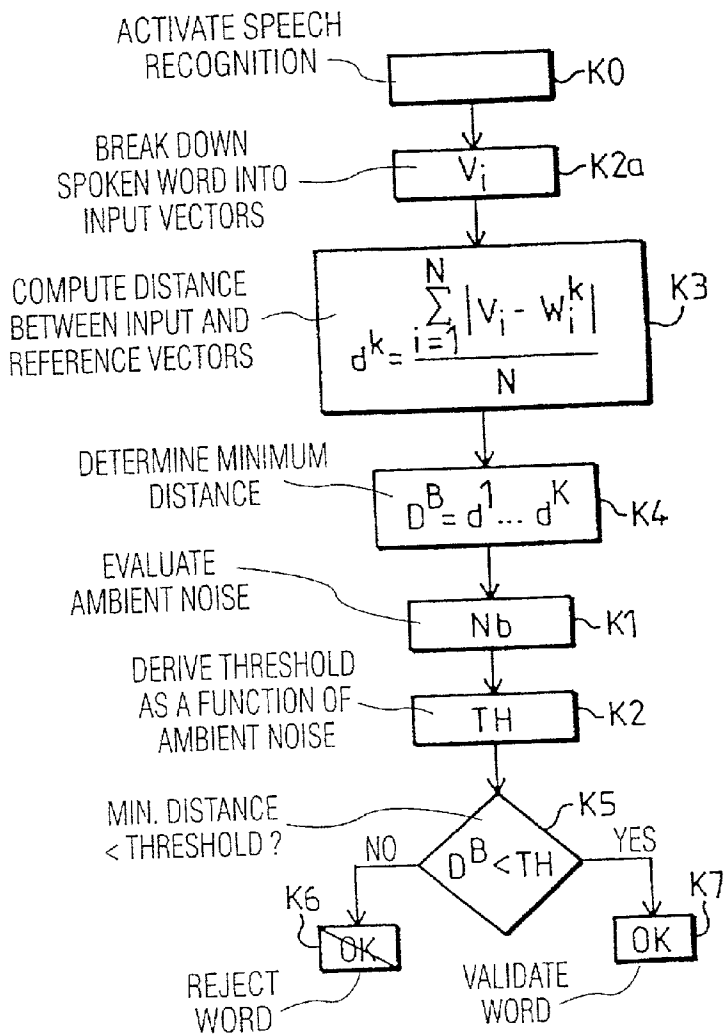 ACTIVATE SPEECH
RECOGNITION
K0
BREAK DOWN
SPOKEN WORD INTO
INPUT VECTORS
Vi
K2a
COMPUTE DISTANCE
BETWEEN INPUT AND
REFERENCE VECTORS
d^k = ∑_{i=1}^{N} |V_i - W_i^k| / N
K3
DETERMINE MINIMUM
DISTANCE
D^B = d^1 ... d^K
K4
EVALUATE
AMBIENT NOISE
Nb
K1
DERIVE THRESHOLD
AS A FUNCTION OF
AMBIENT NOISE
TH
K2
MIN. DISTANCE
< THRESHOLD ?
K5
D^B < TH
NO
YES
K6
OK
REJECT
WORD
K7
OK
VALIDATE
WORD